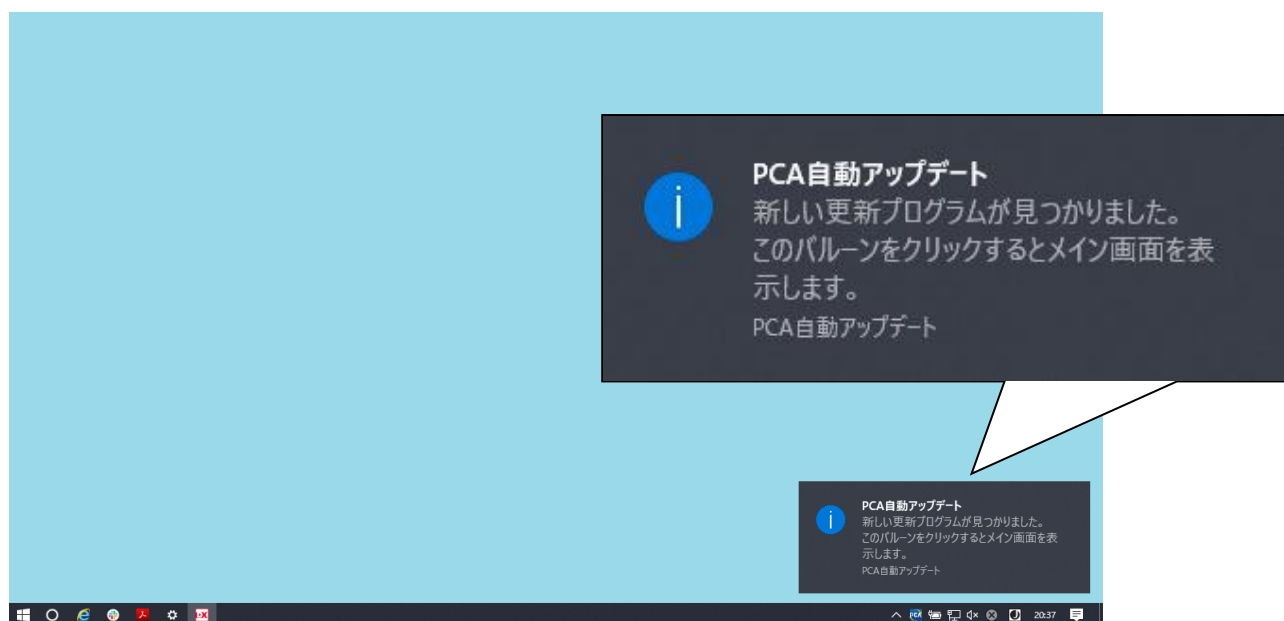 PCA自動アップデート
新しい更新プログラムが見つかりました。
このバルーンをクリックするとメイン画面を表
示します。
PCA自動アップデート
PCA自動アップデート
新しい更新プログラムが見つかりました。
このバルーンをクリックするとメイン画面を表
示します。
PCA自動アップデート
DX
PCA
20:37